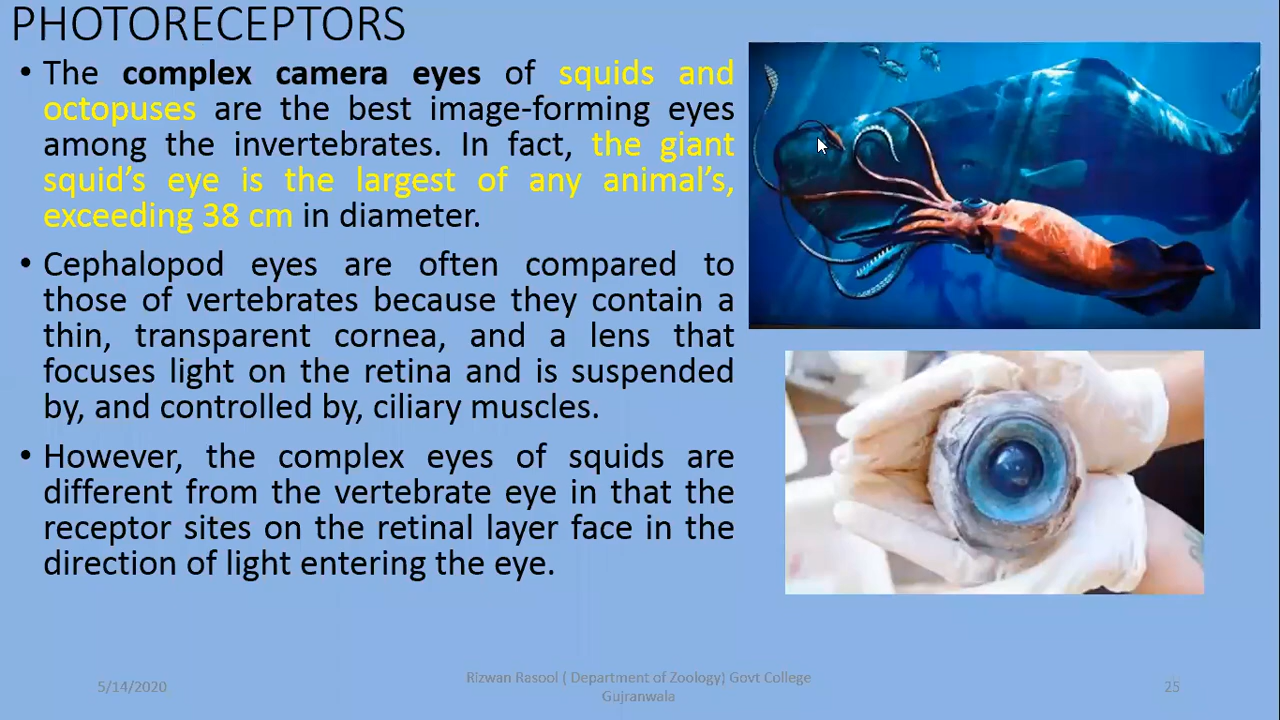 PHOTORECEPTORS
• The complex camera eyes of squids and
octopuses are the best image-forming eyes
among the invertebrates. In fact, the giant
squid’s eye is the largest of any animal’s,
exceeding 38 cm in diameter.
• Cephalopod eyes are often compared to
those of vertebrates because they contain a
thin, transparent cornea, and a lens that
focuses light on the retina and is suspended
by, and controlled by, ciliary muscles.
• However, the complex eyes of squids are
different from the vertebrate eye in that the
receptor sites on the retinal layer face in the
direction of light entering the eye.
5/14/2020
Rizwan Rasool ( Department of Zoology) Govt College
Gujranwala
25